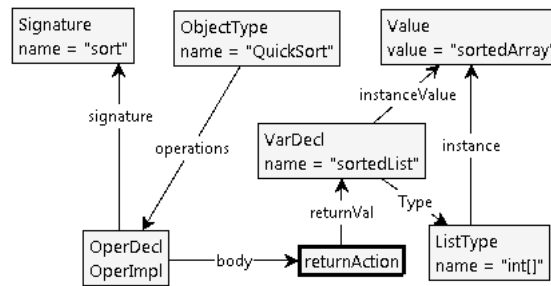 Signature
name = "sort"
ObjectType
name = "QuickSort"
Value
value = "sortedArray"
instanceValue
signature
operations
VarDecl
name = "sortedList"
instance
returnVal
Type
OperDecl
OperImpl
body
returnAction
ListType
name = "int[]"